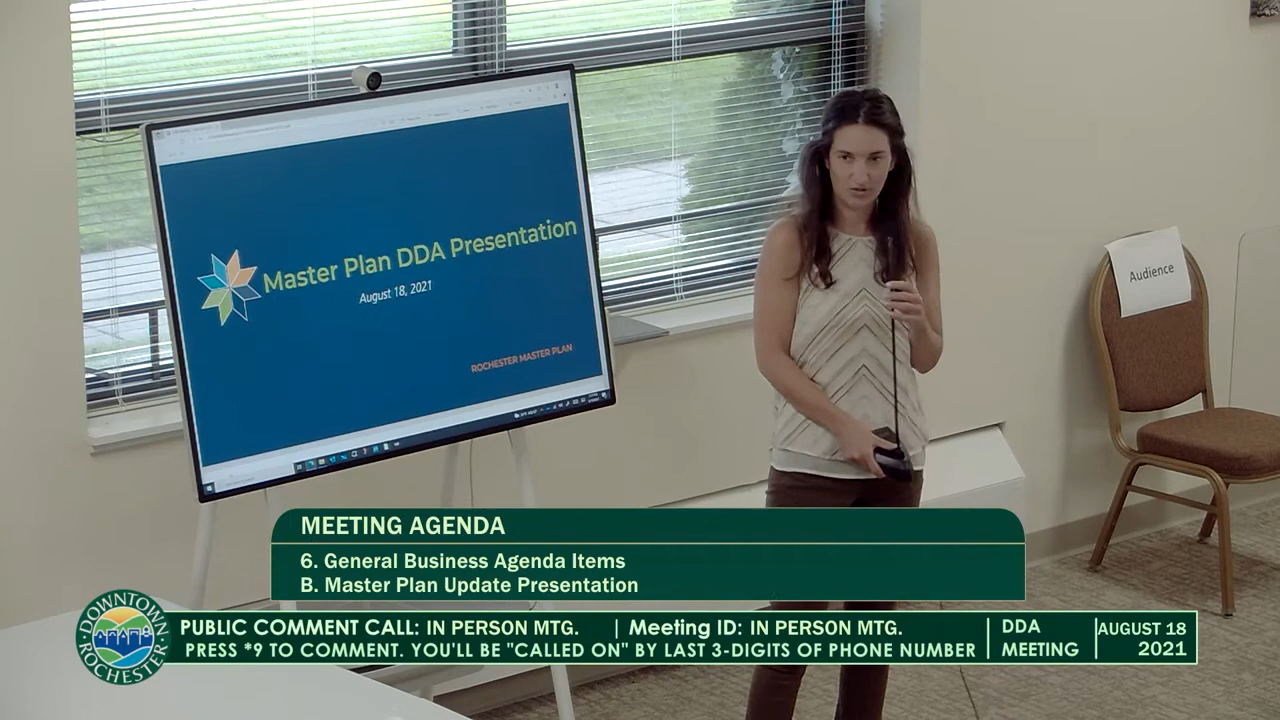 Master Plan DDA Presentation
August 18, 2021
ROCHESTER MASTER PLAN
Audience
MEETING AGENDA
6. General Business Agenda Items
B. Master Plan Update Presentation
DOWNTOWN
ROCHESTER
PUBLIC COMMENT CALL: IN PERSON MTG. | Meeting ID: IN PERSON MTG.
PRESS *9 TO COMMENT. YOU'LL BE "CALLED ON" BY LAST 3-DIGITS OF PHONE NUMBER
DDA
MEETING
AUGUST 18
2021